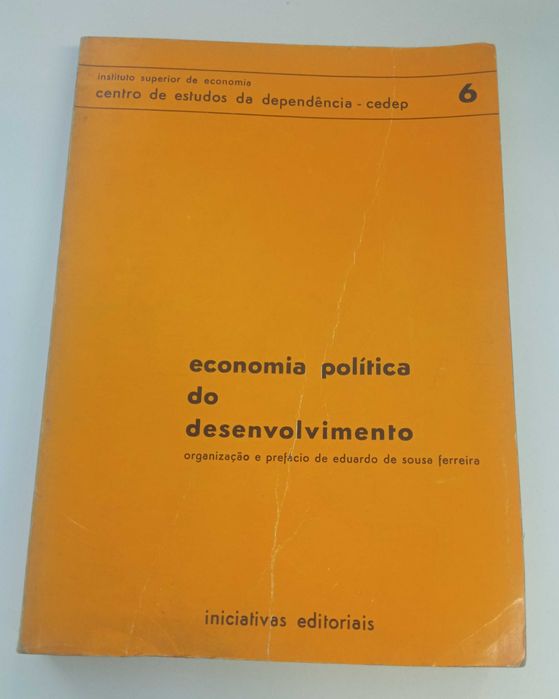 instituto superior de economia
centro de estudos da dependência - cedep 6
economia política
do
desenvolvimento
organização e prefácio de eduardo de sousa ferreira
iniciativas editoriais